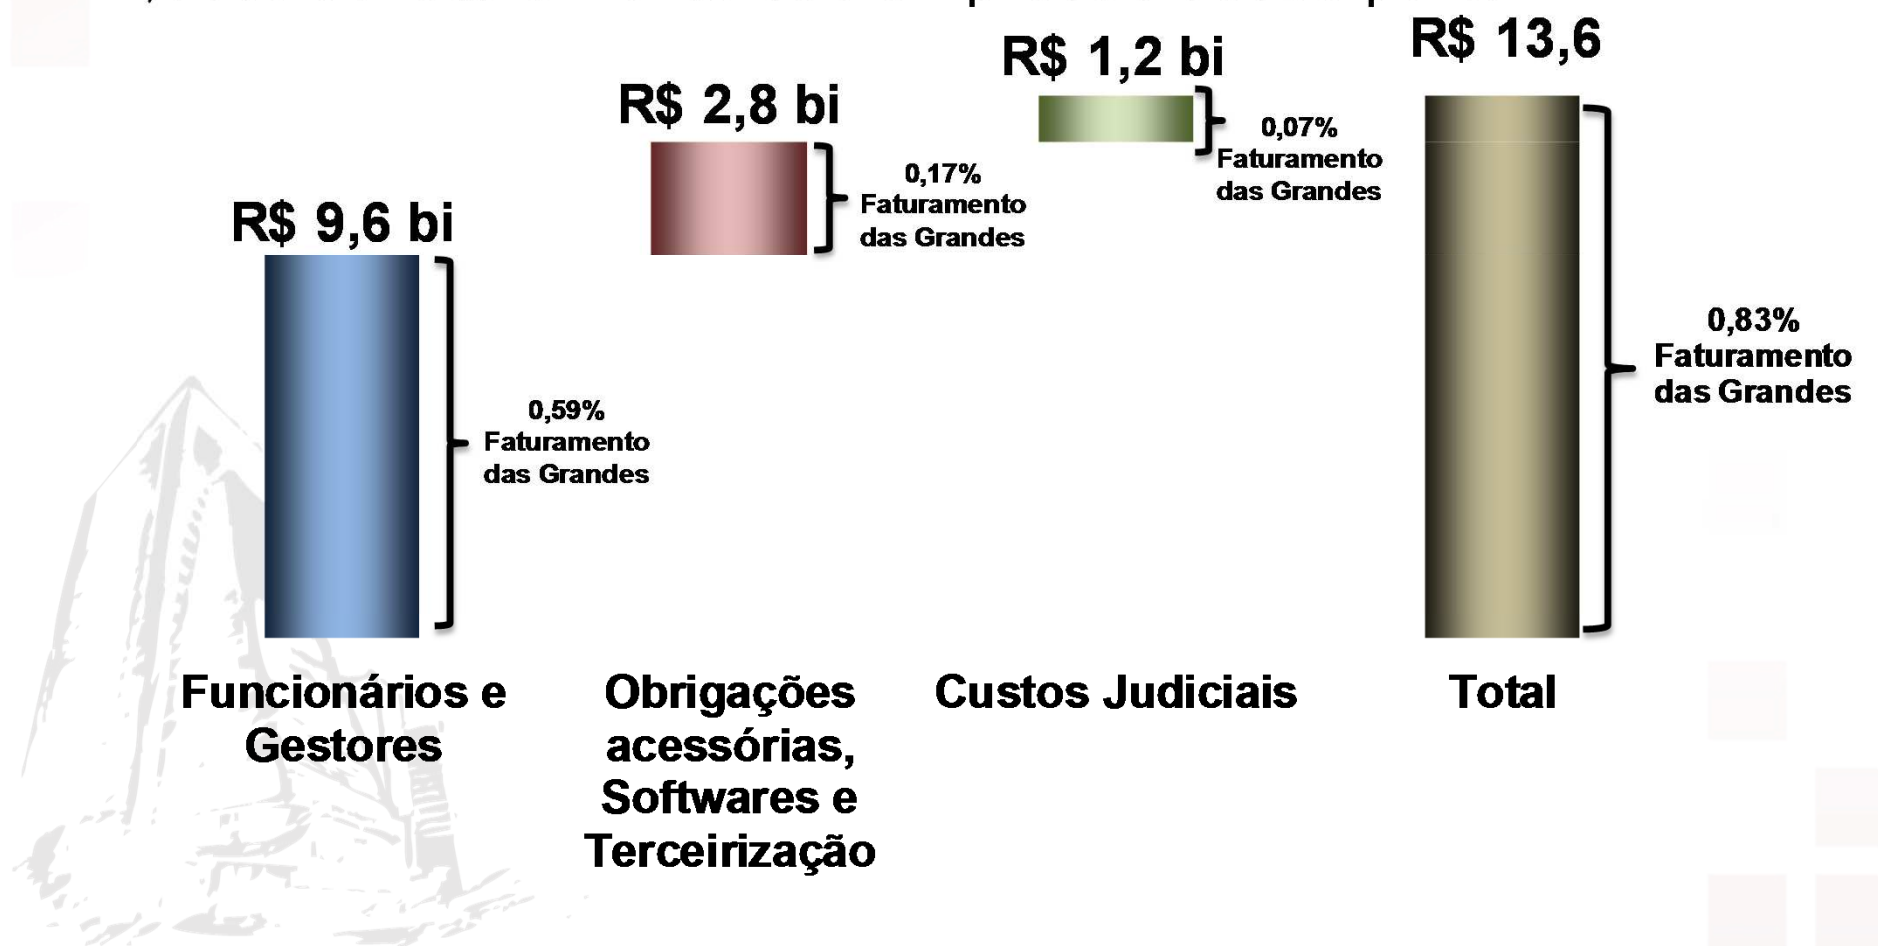 R$ 9,6 bi
0,59%
Faturamento
das Grandes
Funcionários e
Gestores
R$ 2,8 bi
0,17%
Faturamento
das Grandes
Obrigações
acessórias,
Softwares e
Terceirização
R$ 1,2 bi
0,07%
Faturamento
das Grandes
Custos Judiciais
R$ 13,6
0,83%
Faturamento
das Grandes
Total